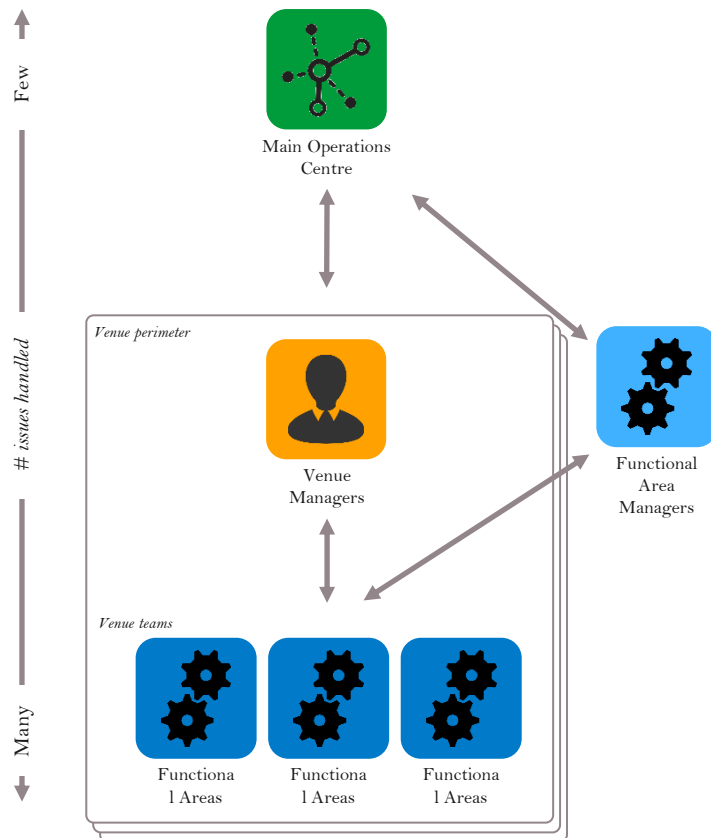 Few
# issues handled
Many
Main Operations
Centre
Venue perimeter
Venue
Managers
Functional
Area
Managers
Venue teams
Functiona
l Areas
Functiona
l Areas
Functiona
l Areas